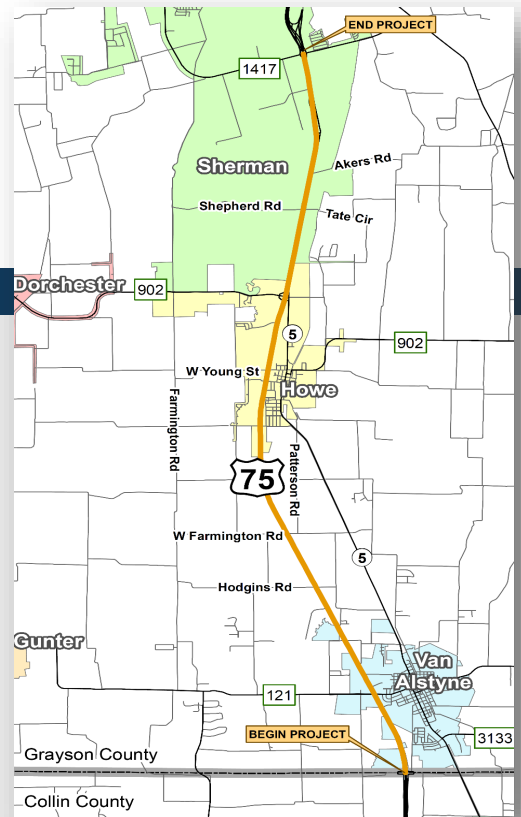 END PROJECT
1417
Sherman
Akers Rd
Shepherd Rd
Tate Cir
Dorchester
902
5
902
W Young St
Howe
Farmington Rd
Patterson Rd
75
W Farmington Rd
5
Hodgins Rd
Gunter
Van
Alstyne
121
BEGIN PROJECT
3133
Grayson County
Collin County